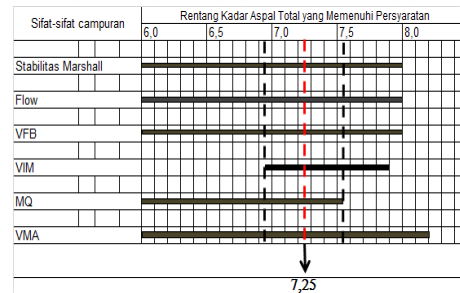 Sifat-sifat campuran
Rentang Kadar Aspal Total yang Memenuhi Persyaratan
6,0 6,5 7,0 7,5 8,0
Stabilitas Marshall
Flow
VFB
VIM
MQ
VMA
7,25